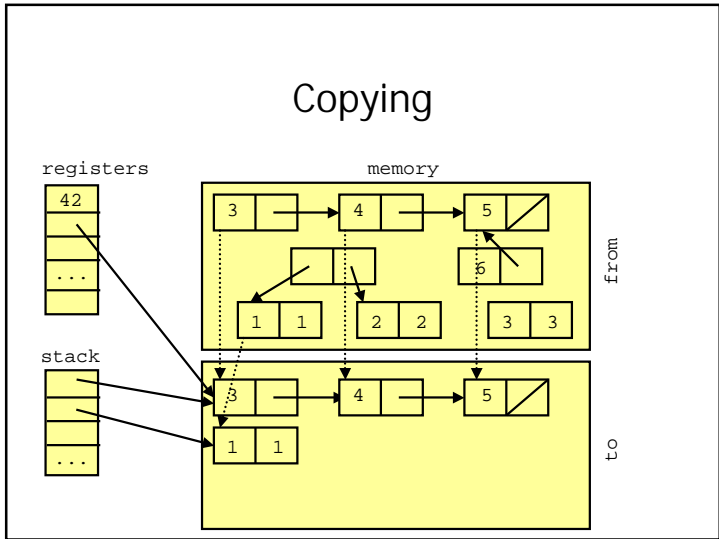 Copying
registers
memory
42
...
3 4 5
6
1 1 2 2 3 3
from
stack
...
3 4 5
1 1
to